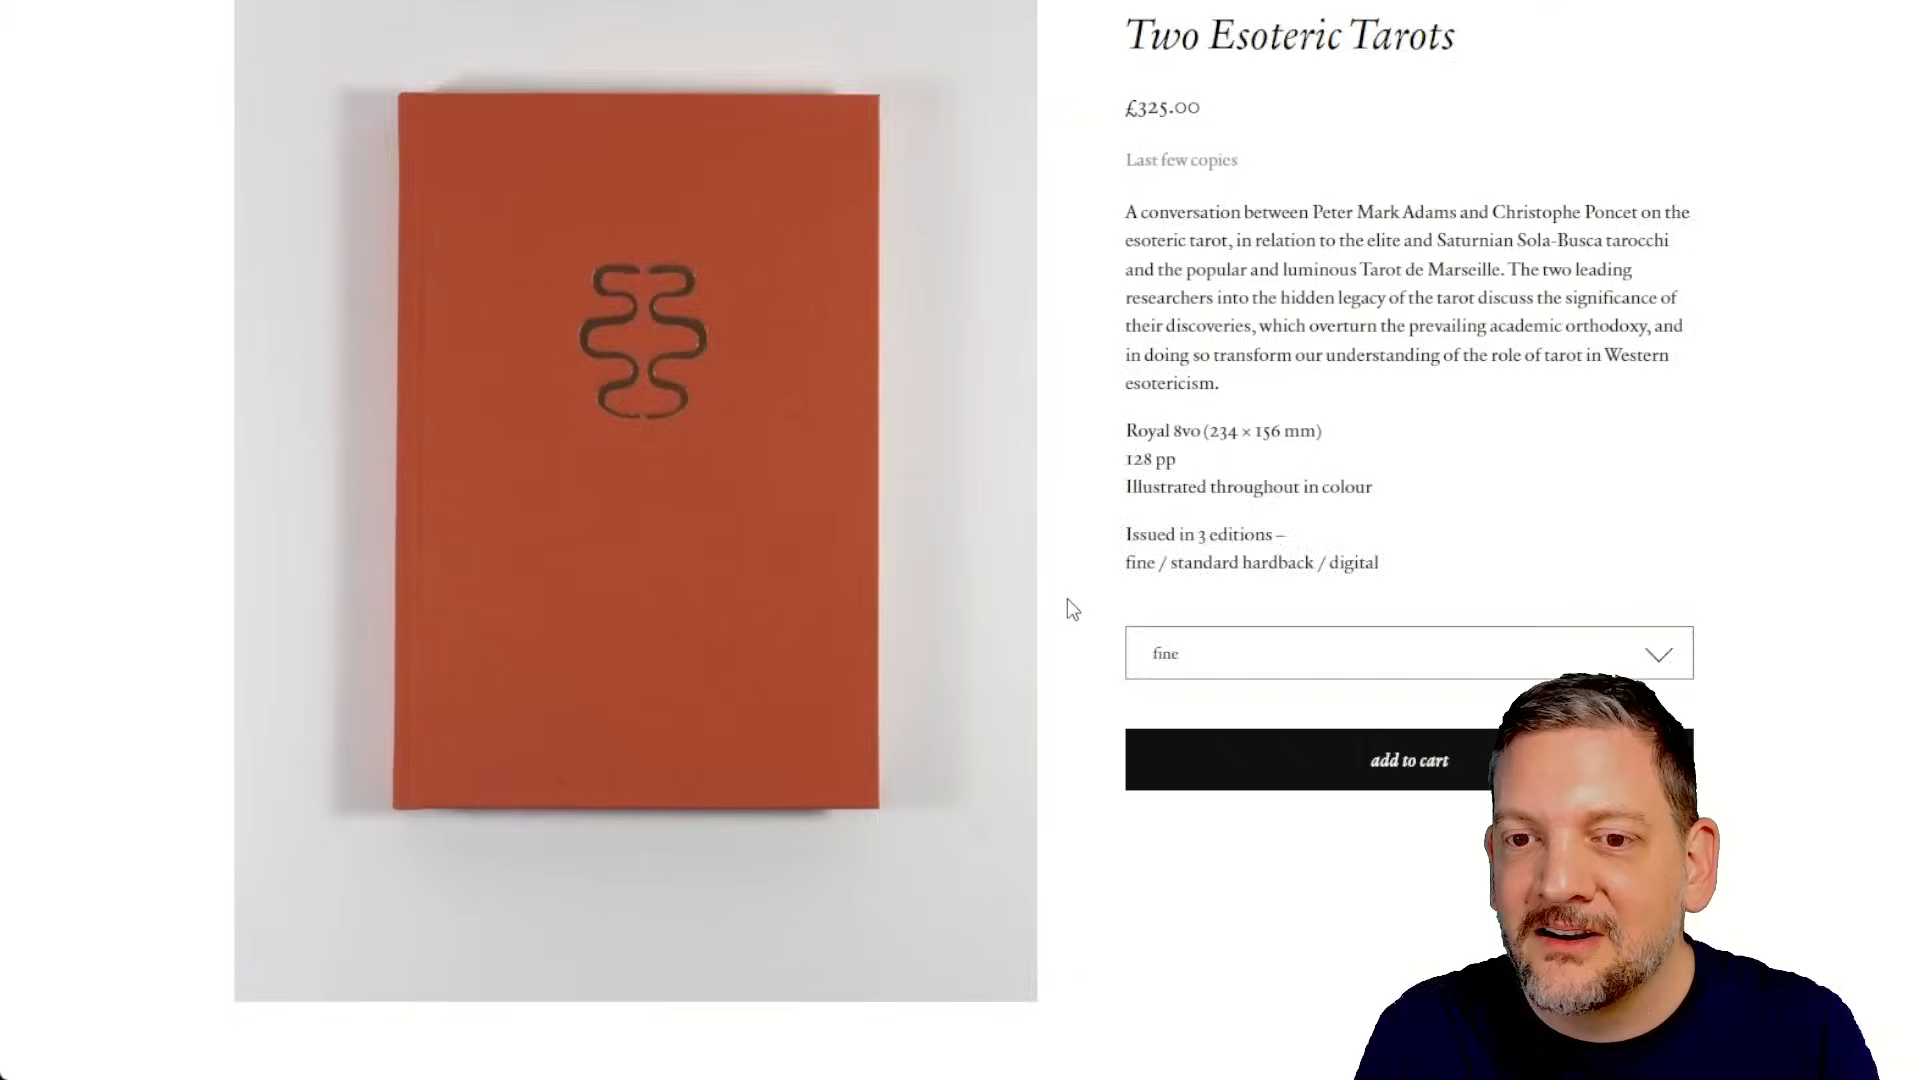 Two Esoteric Tarots
£325.00
Last few copies
A conversation between Peter Mark Adams and Christophe Poncet on the
esoteric tarot, in relation to the elite and Saturnian Sola-Busca tarocchi
and the popular and luminous Tarot de Marseille. The two leading
researchers into the hidden legacy of the tarot discuss the significance of
their discoveries, which overturn the prevailing academic orthodoxy, and
in doing so transform our understanding of the role of tarot in Western
esotericism.
Royal 8vo (234 × 156 mm)
128 pp
Illustrated throughout in colour
Issued in 3 editions –
fine / standard hardback / digital
fine
add to cart